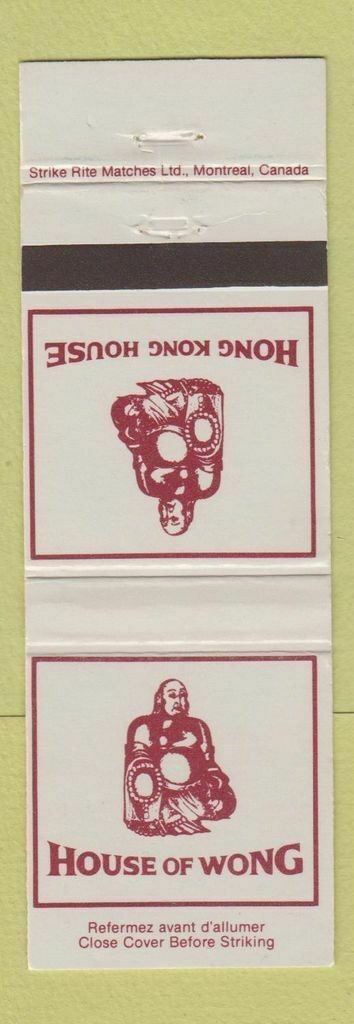 Strike Rite Matches Ltd., Montreal, Canada
HONG KONG HOUSE
HOUSE OF WONG
Refermez avant d'allumer
Close Cover Before Striking